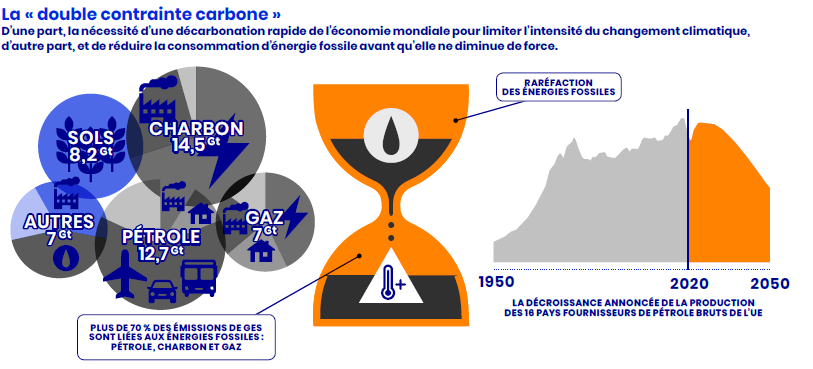 La « double contrainte carbone »
D’une part, la nécessité d’une décarbonation rapide de l’économie mondiale pour limiter l’intensité du changement climatique,
d’autre part, et de réduire la consommation d’énergie fossile avant qu’elle ne diminue de force.
RARÉFACTION
DES ÉNERGIES FOSSILES
SOLS
8,2 Gt
CHARBON
14,5 Gt
AUTRES
7 Gt
PÉTROLE
12,7 Gt
GAZ
7 Gt
+
1950
2020
2050
LA DÉCROISSANCE ANNONCÉE DE LA PRODUCTION
DES 16 PAYS FOURNISSEURS DE PÉTROLE BRUTS DE L’UE
PLUS DE 70 % DES ÉMISSIONS DE GES
SONT LIÉES AUX ÉNERGIES FOSSILES :
PÉTROLE, CHARBON ET GAZ